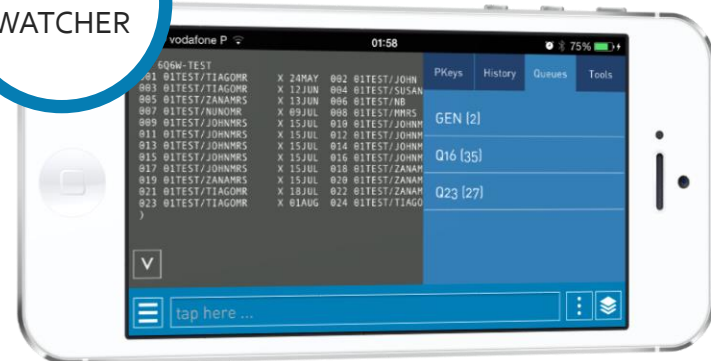 WATCHER
vodafone P 01:58 75%
6Q6W-TEST
001 01TEST/TIAGOMR X 24MAY 002 01TEST/JOHN
003 01TEST/TIAGOMR X 12JUN 004 01TEST/SUSAN
005 01TEST/ZANAMRS X 13JUN 006 01TEST/NB
007 01TEST/NUNOMR X 09JUL 008 01TEST/MMRS
009 01TEST/JOHNMRS X 15JUL 010 01TEST/JOHNM
011 01TEST/JOHNMRS X 15JUL 012 01TEST/JOHNM
013 01TEST/JOHNMRS X 15JUL 014 01TEST/JOHNM
015 01TEST/JOHNMRS X 15JUL 016 01TEST/JOHNM
017 01TEST/JOHNMRS X 15JUL 018 01TEST/ZANAM
019 01TEST/ZANAMRS X 15JUL 020 01TEST/ZANAM
021 01TEST/TIAGOMR X 18JUL 022 01TEST/ZANAM
023 01TEST/TIAGOMR X 01AUG 024 01TEST/TIAGO
)
PKeys History Queues Tools
GEN (2)
Q16 (35)
Q23 (27)
V
tap here ...